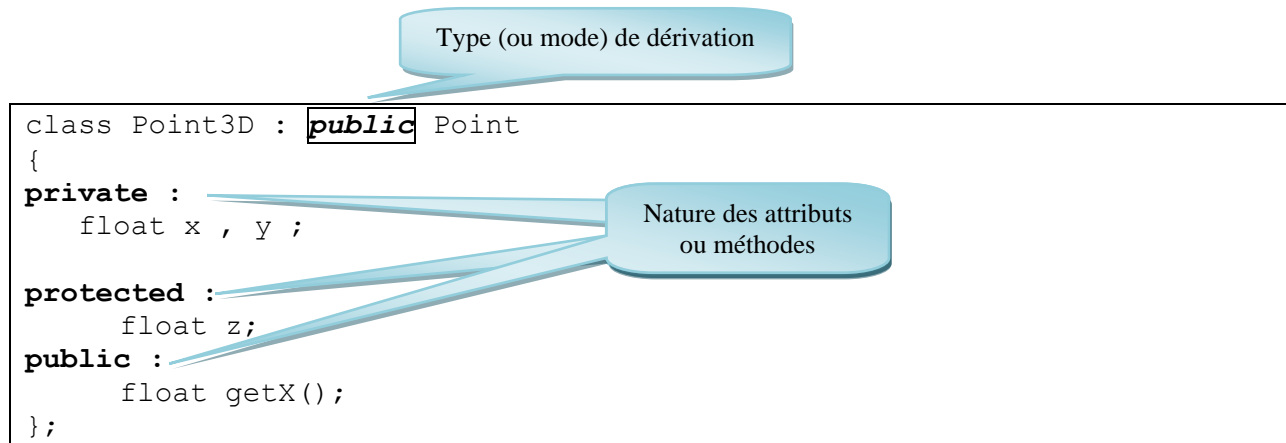 Type (ou mode) de dérivation
class Point3D : public Point
{
private :
float x , y ;
Nature des attributs
ou méthodes
protected :
float z;
public :
float getX();
};